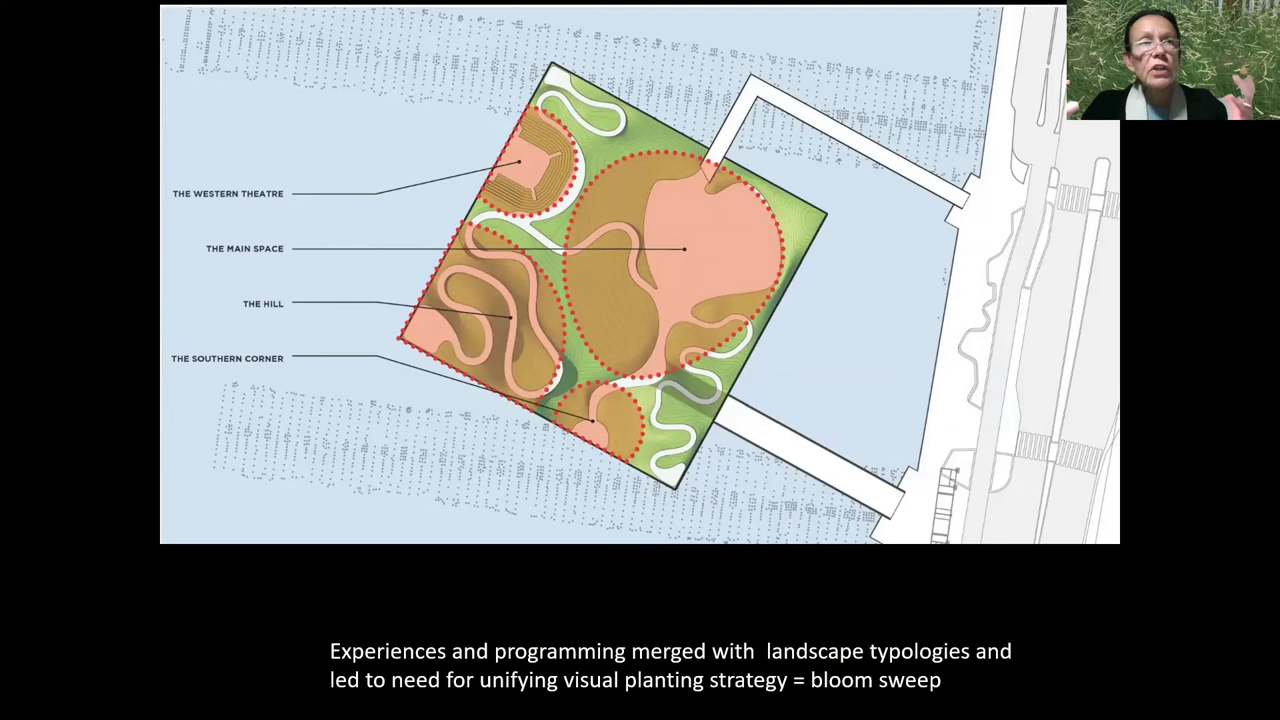 THE WESTERN THEATRE
THE MAIN SPACE
THE HILL
THE SOUTHERN CORNER
Experiences and programming merged with  landscape typologies and
led to need for unifying visual planting strategy = bloom sweep